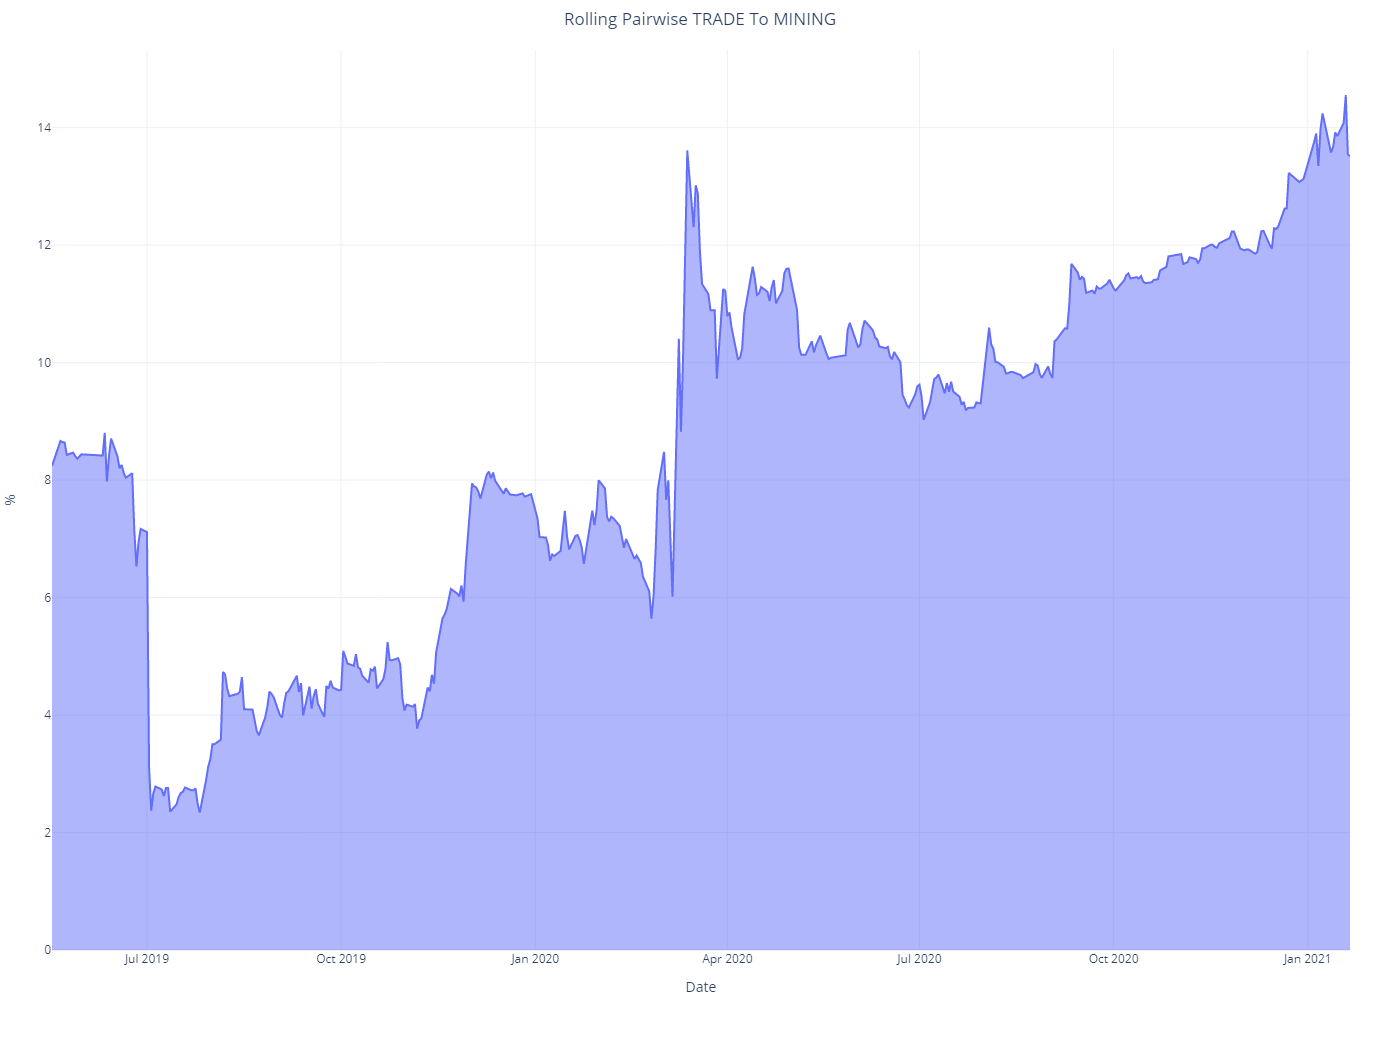 Rolling Pairwise TRADE To MINING
14
12
10
8
6
4
2
0
%
Jul 2019
Oct 2019
Jan 2020
Apr 2020
Jul 2020
Oct 2020
Jan 2021
Date